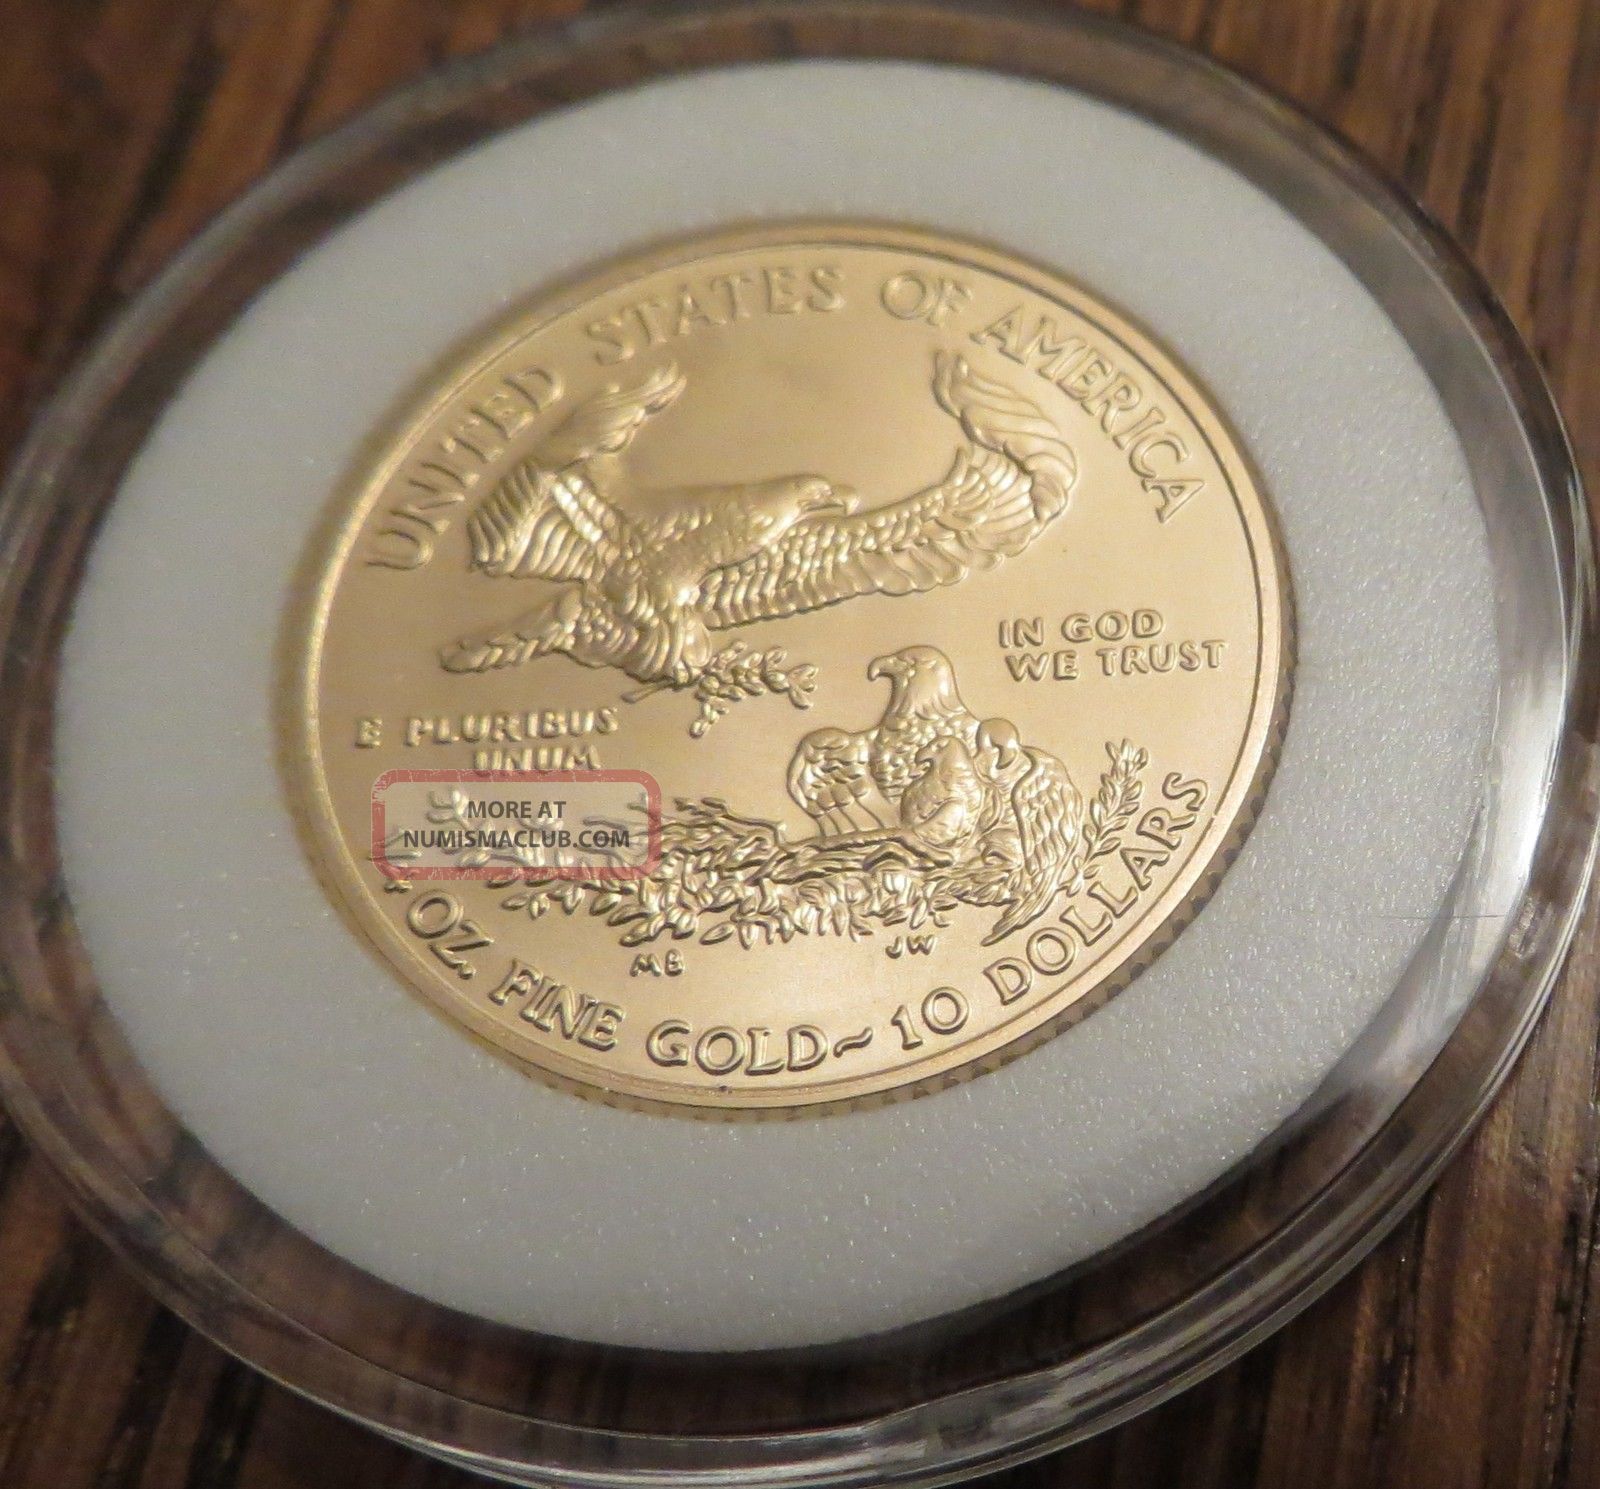 UNITED STATES OF AMERICA
IN GOD
WE TRUST
E PLURIBUS
UNUM
MORE AT
NUMISMACLUB.COM
MB
JW
OZ. FINE GOLD~10 DOLLARS